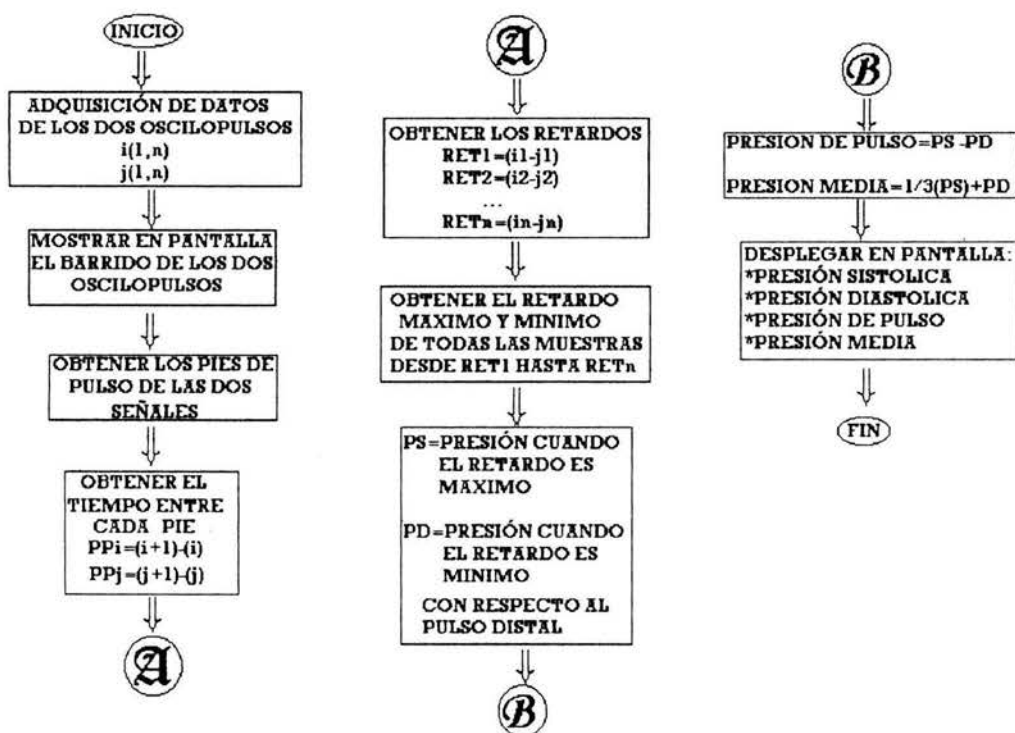 INICIO
ADQUISICIÓN DE DATOS
DE LOS DOS OSCILOPULSOS
i(1,n)
j(1,n)
MOSTRAR EN PANTALLA
EL BARRIDO DE LOS DOS
OSCILOPULSOS
OBTENER LOS PIES DE
PULSO DE LAS DOS
SEÑALES
OBTENER EL
TIEMPO ENTRE
CADA PIE
PPi=(i+1)-(i)
PPj=(j+1)-(j)
A
A
OBTENER LOS RETARDOS
RET1=(i1-j1)
RET2=(i2-j2)
...
RETn=(in-jn)
OBTENER EL RETARDO
MAXIMO Y MINIMO
DE TODAS LAS MUESTRAS
DESDE RET1 HASTA RETn
PS=PRESIÓN CUANDO
EL RETARDO ES
MAXIMO
PD=PRESIÓN CUANDO
EL RETARDO ES
MINIMO
CON RESPECTO AL
PULSO DISTAL
B
B
PRESION DE PULSO=PS-PD
PRESION MEDIA=1/3(PS)+PD
DESPLEGAR EN PANTALLA:
*PRESIÓN SISTOLICA
*PRESIÓN DIASTOLICA
*PRESIÓN DE PULSO
*PRESIÓN MEDIA
FIN